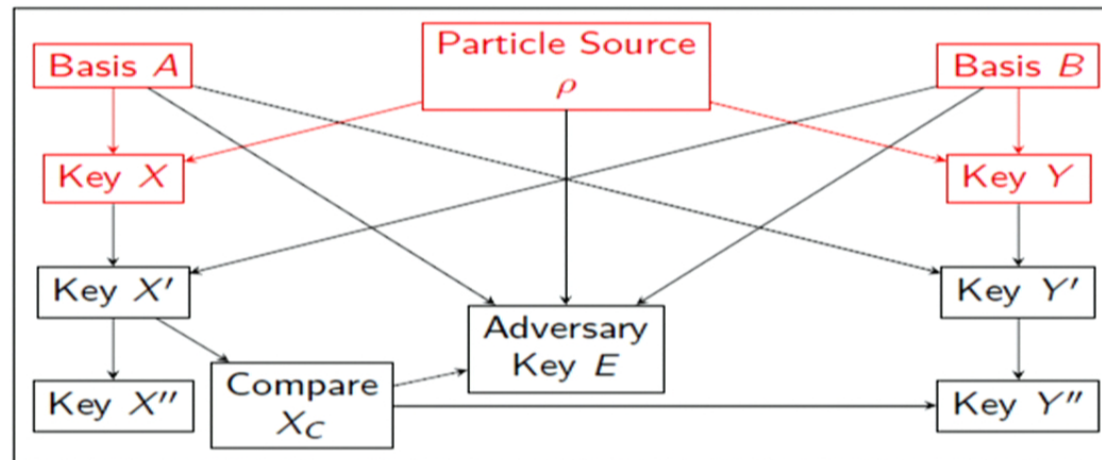 Particle Source
ρ
Basis A
Basis B
Key X
Key Y
Key X′
Key Y′
Adversary
Key E
Compare
X_C
Key X″
Key Y″